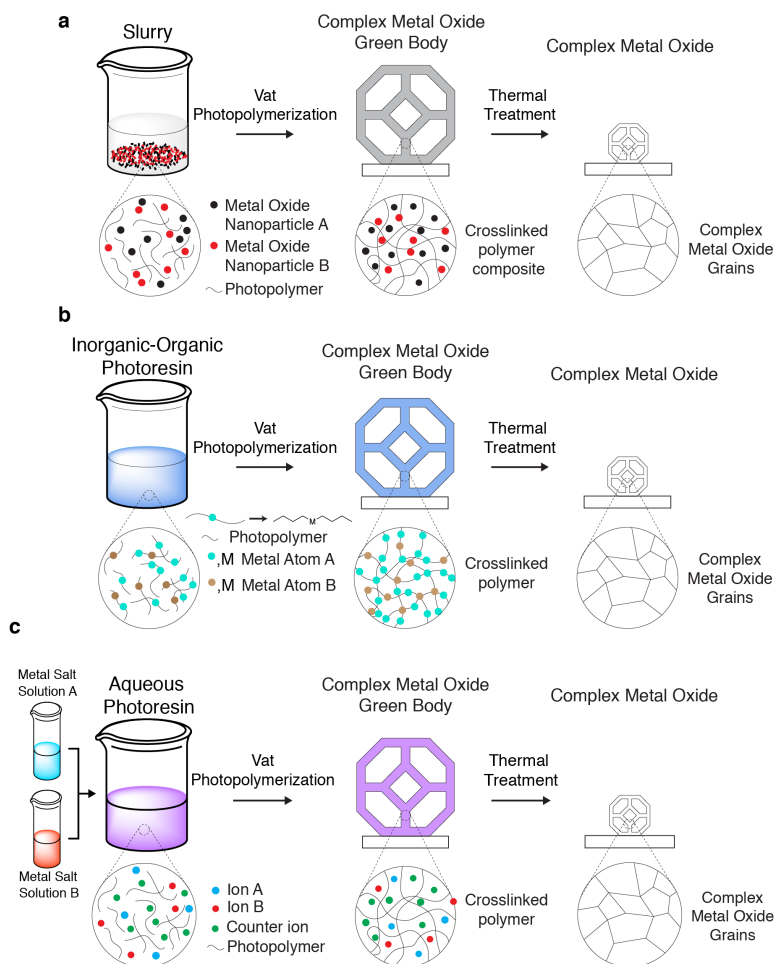 a
Slurry
Vat
Photopolymerization
Complex Metal Oxide
Green Body
Thermal
Treatment
Complex Metal Oxide
Metal Oxide
Nanoparticle A
Metal Oxide
Nanoparticle B
Photopolymer
Crosslinked
polymer
composite
Complex
Metal Oxide
Grains
b
Inorganic-Organic
Photoresin
Vat
Photopolymerization
Complex Metal Oxide
Green Body
Thermal
Treatment
Complex Metal Oxide
M
Photopolymer
,M Metal Atom A
,M Metal Atom B
Crosslinked
polymer
Complex
Metal Oxide
Grains
c
Metal Salt
Solution A
Metal Salt
Solution B
Aqueous
Photoresin
Vat
Photopolymerization
Complex Metal Oxide
Green Body
Thermal
Treatment
Complex Metal Oxide
Ion A
Ion B
Counter ion
Photopolymer
Crosslinked
polymer
Complex
Metal Oxide
Grains